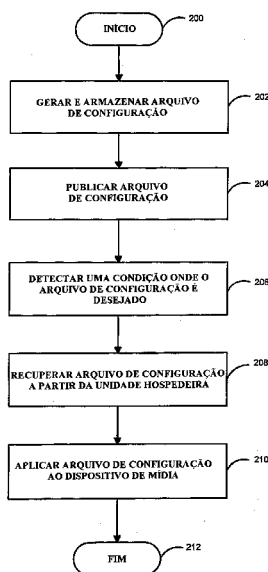 INÍCIO
200
GERAR E ARMAZENAR ARQUIVO
DE CONFIGURAÇÃO
202
PUBLICAR ARQUIVO
DE CONFIGURAÇÃO
204
DETECTAR UMA CONDIÇÃO ONDE O
ARQUIVO DE CONFIGURAÇÃO É
DESEJADO
206
RECUPERAR ARQUIVO DE CONFIGURAÇÃO
A PARTIR DA UNIDADE HOSPEDEIRA
208
APLICAR ARQUIVO DE CONFIGURAÇÃO
AO DISPOSITIVO DE MÍDIA
210
FIM
212